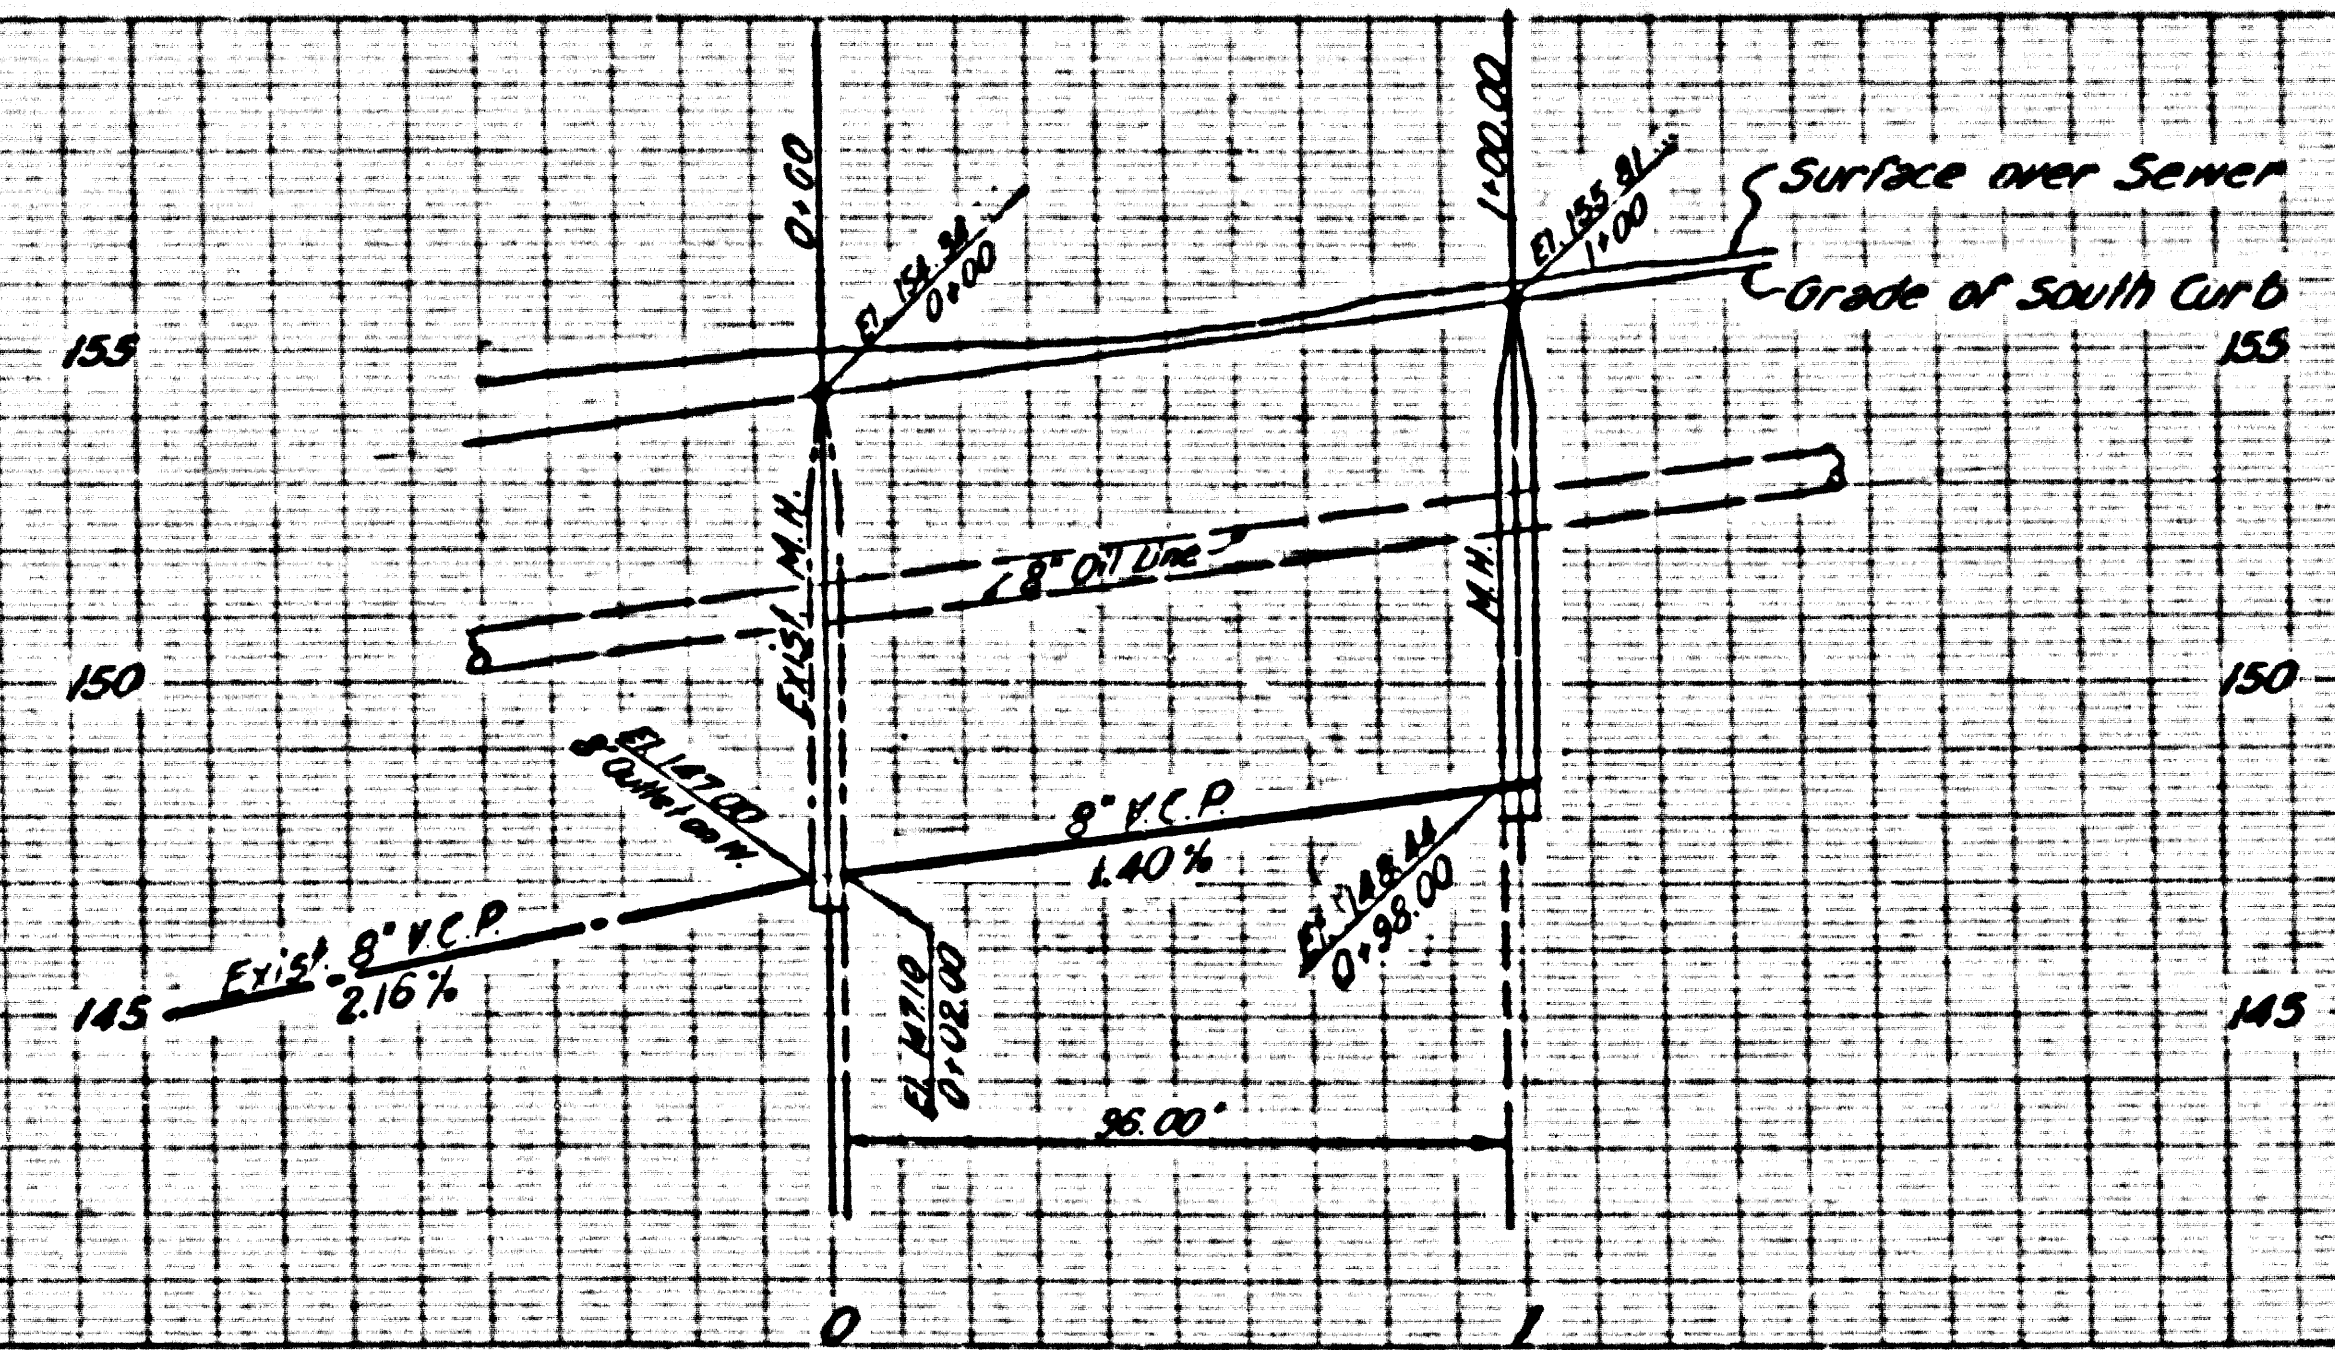 0+00
1+00.00
El. 154.34
0+00
El. 155.81
1+00
Surface over Sewer
Grade of South Curb
155
155
Exist. M.H.
8" Oil Line
M.H.
150
150
El. 147.00
8" Outlet on W.
8" V.C.P.
1.40%
El. 148.44
0+98.00
Exist. 8" V.C.P.
2.16%
El. 147.10
0+02.00
145
145
96.00'
0
1